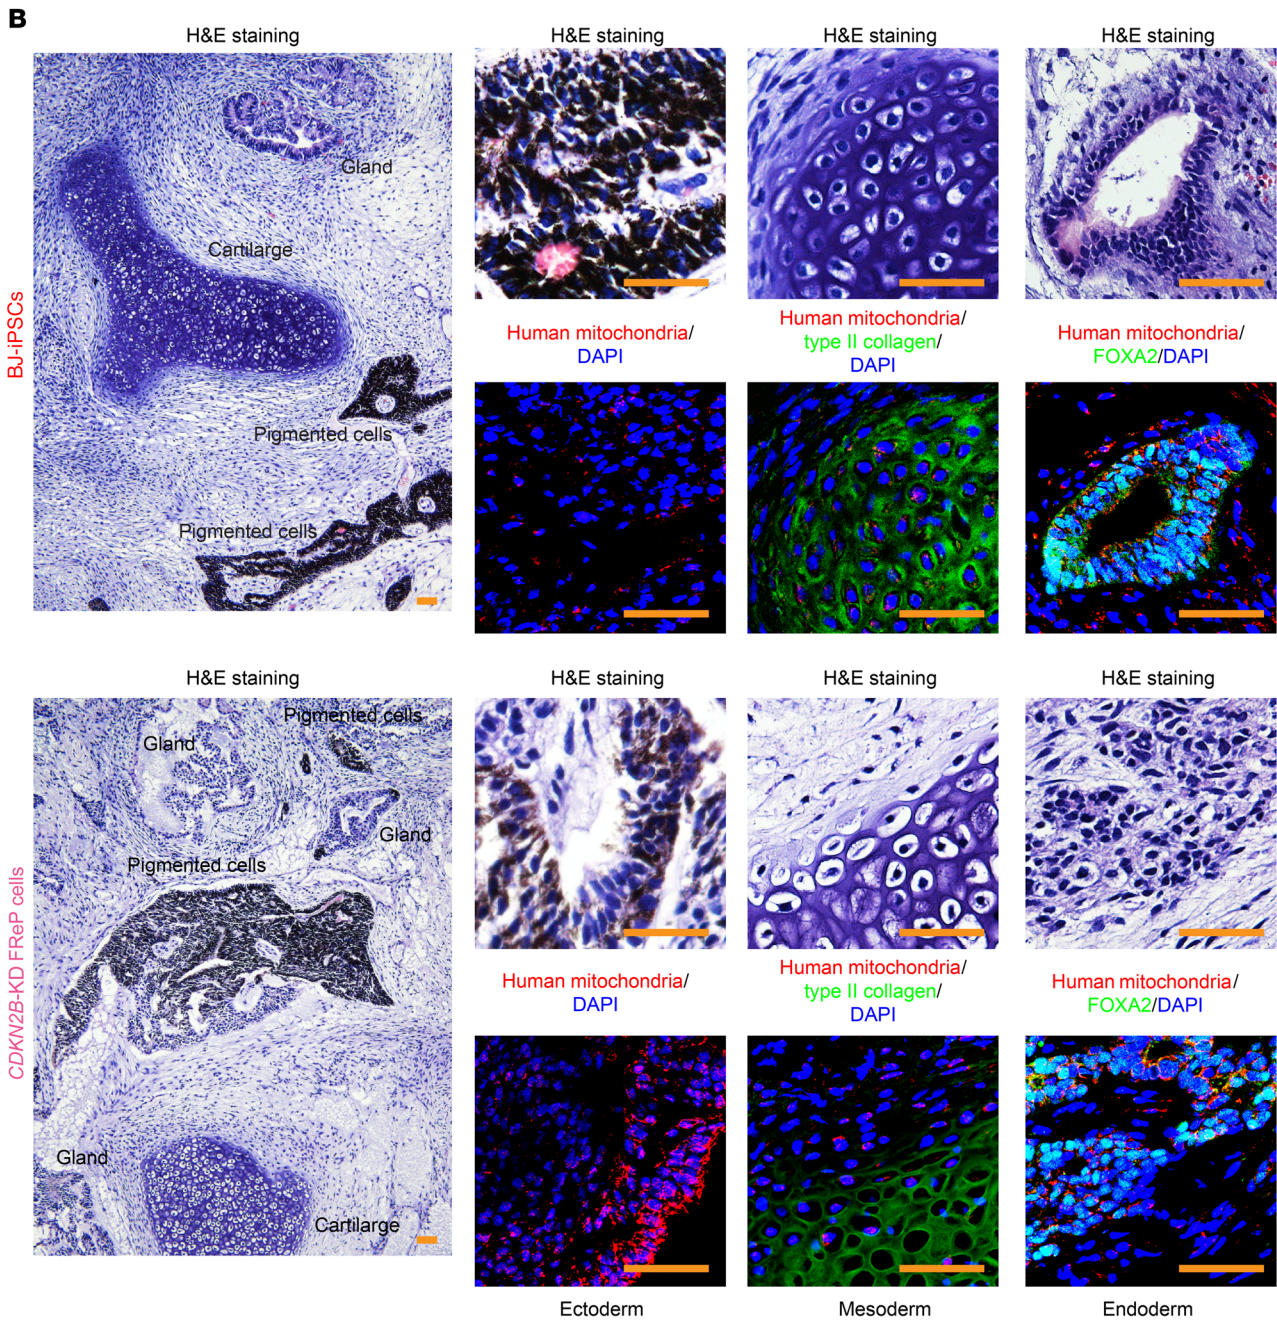 B
H&E staining
H&E staining
H&E staining
H&E staining
BJ-iPSCs
Gland
Cartilarge
Pigmented cells
Pigmented cells
Human mitochondria/
DAPI
Human mitochondria/
type II collagen/
DAPI
Human mitochondria/
FOXA2/DAPI
H&E staining
H&E staining
H&E staining
H&E staining
CDKN2B-KD FReP cells
Pigmented cells
Gland
Gland
Pigmented cells
Gland
Cartilarge
Human mitochondria/
DAPI
Human mitochondria/
type II collagen/
DAPI
Human mitochondria/
FOXA2/DAPI
Ectoderm
Mesoderm
Endoderm